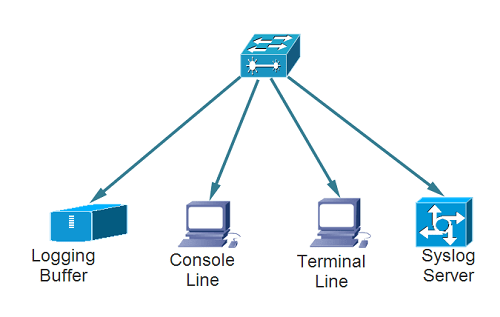 Logging
Buffer
Console
Line
Terminal
Line
Syslog
Server